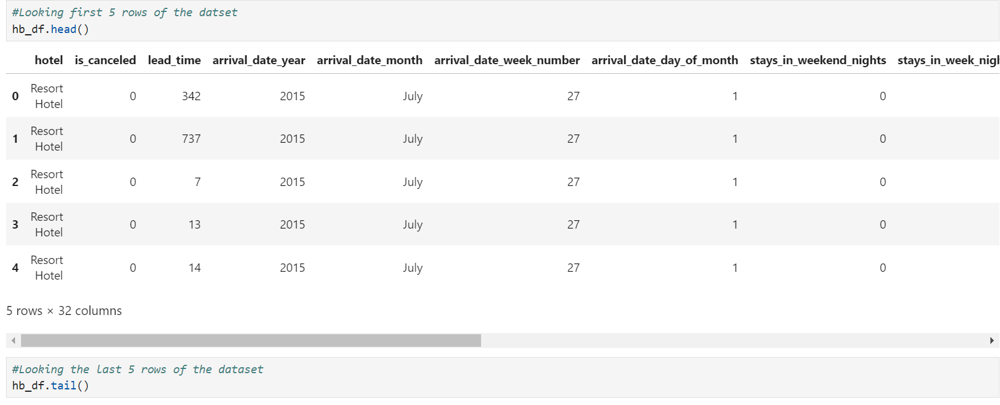 #Looking first 5 rows of the datset
hb_df.head()
hotel is_canceled lead_time arrival_date_year arrival_date_month arrival_date_week_number arrival_date_day_of_month stays_in_weekend_nights stays_in_week_nigh
0 Resort Hotel 0 342 2015 July 27 1 0
1 Resort Hotel 0 737 2015 July 27 1 0
2 Resort Hotel 0 7 2015 July 27 1 0
3 Resort Hotel 0 13 2015 July 27 1 0
4 Resort Hotel 0 14 2015 July 27 1 0
5 rows × 32 columns
#Looking the last 5 rows of the dataset
hb_df.tail()